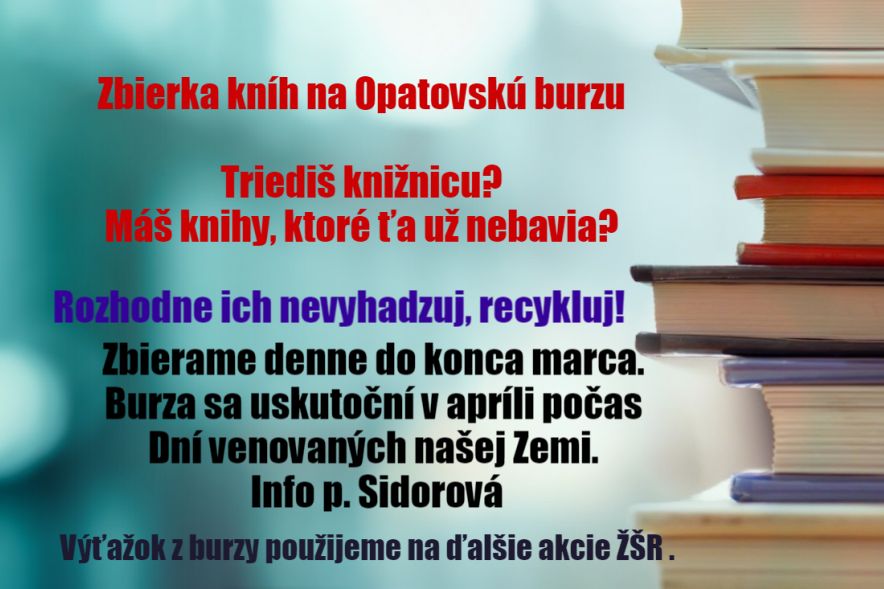 Zbierka kníh na Opatovskú burzu
Triediš knižnicu?
Máš knihy, ktoré ťa už nebavia?
Rozhodne ich nevyhadzuj, recykluj!
Zbierame denne do konca marca.
Burza sa uskutoční v apríli počas
Dní venovaných našej Zemi.
Info p. Sidorová
Výťažok z burzy použijeme na ďalšie akcie ŽŠR .